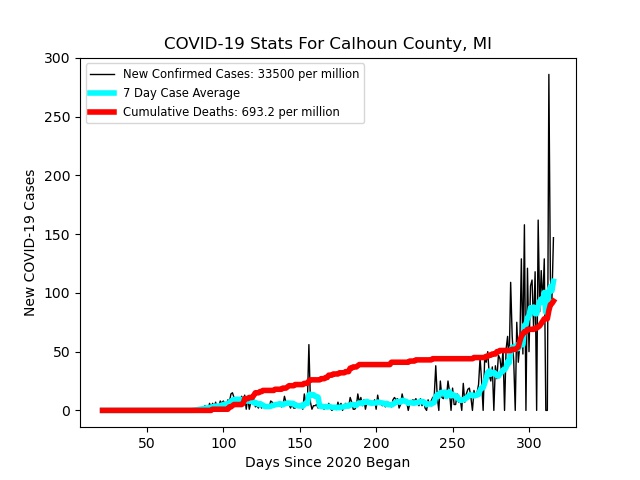 COVID-19 Stats For Calhoun County, MI
New Confirmed Cases: 33500 per million
7 Day Case Average
Cumulative Deaths: 693.2 per million
New COVID-19 Cases
300
250
200
150
100
50
0
50 100 150 200 250 300
Days Since 2020 Began